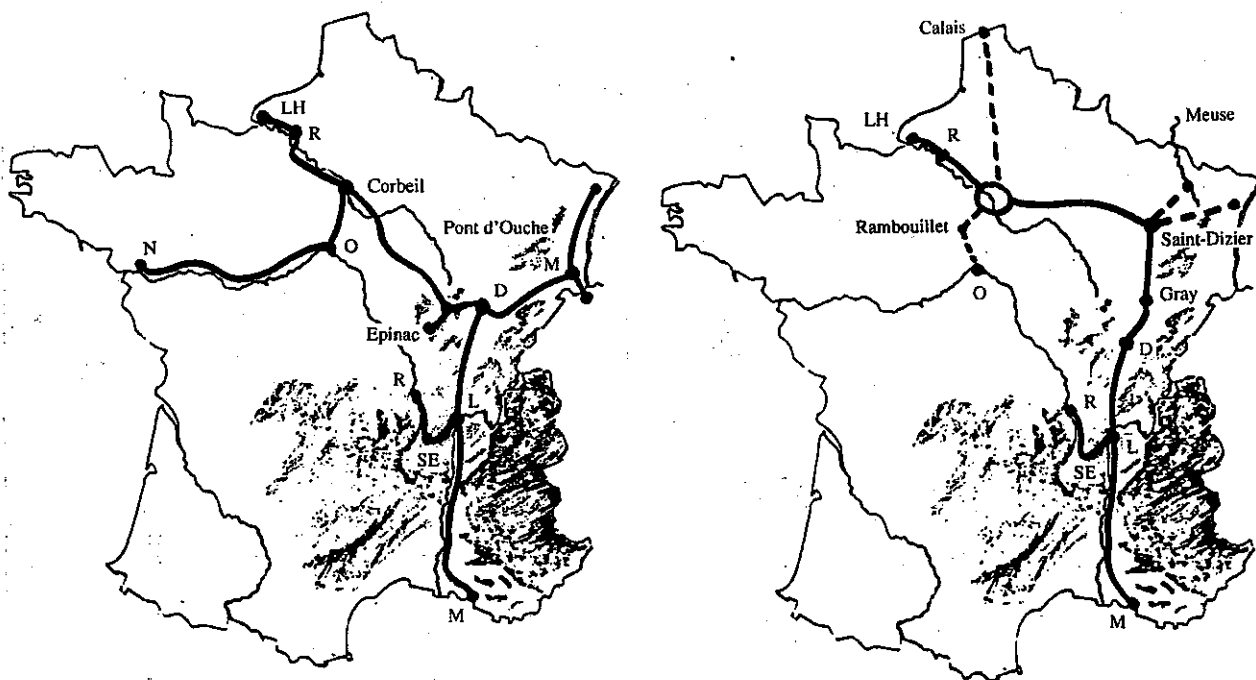 LH
R
Corbeil
Pont d'Ouche
N
O
M
D
Epinac
R
L
SE
M
Calais
Meuse
LH
R
Rambouillet
Saint-Dizier
O
Gray
D
R
L
SE
M